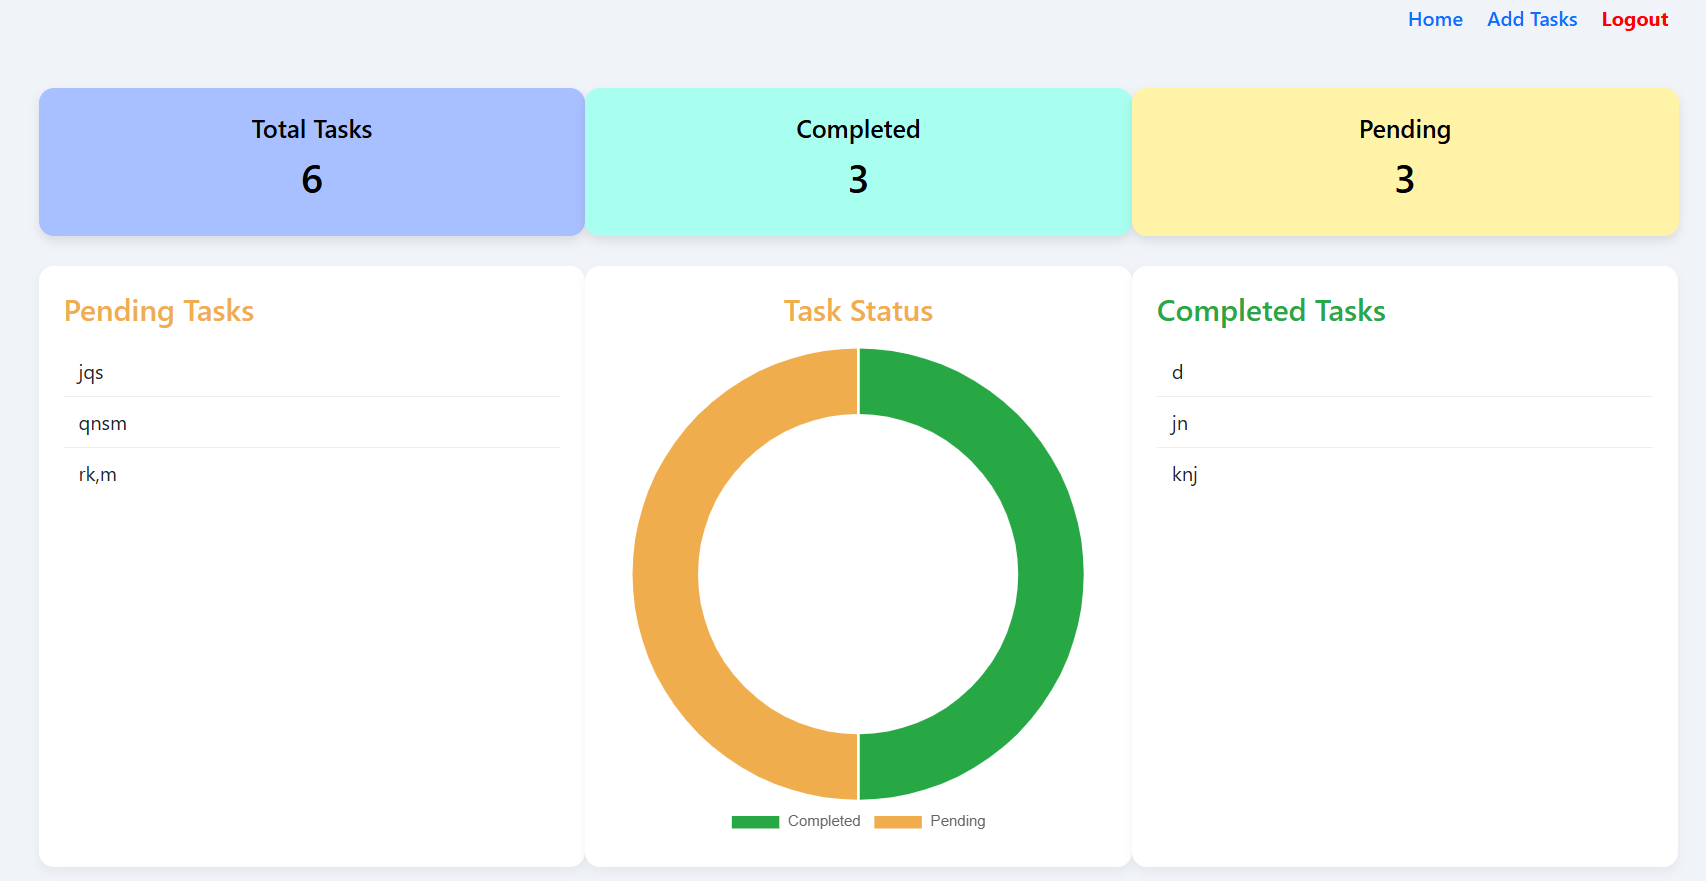 Home Add Tasks Logout
Total Tasks
6
Completed
3
Pending
3
Pending Tasks
jqs
qnsm
rk,m
Task Status
Completed Pending
Completed Tasks
d
jn
knj